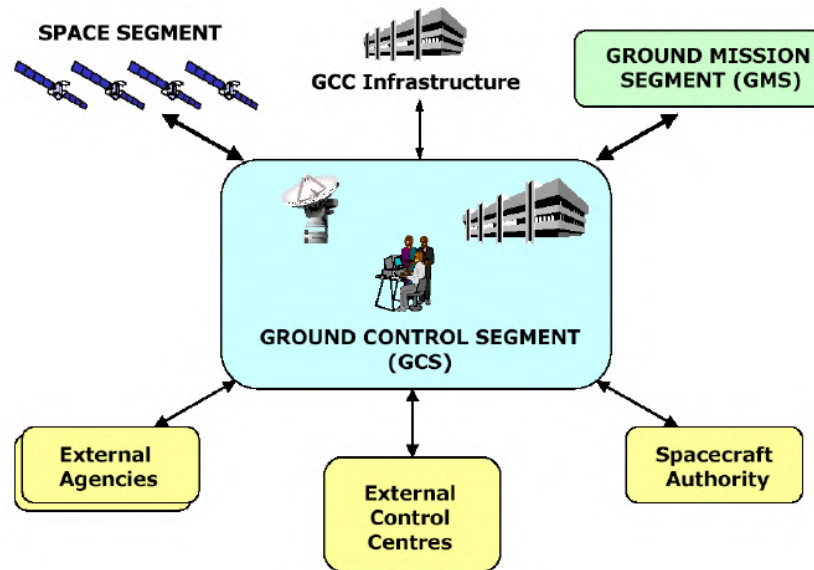 SPACE SEGMENT
GCC Infrastructure
GROUND MISSION
SEGMENT (GMS)
GROUND CONTROL SEGMENT
(GCS)
External
Agencies
External
Control
Centres
Spacecraft
Authority